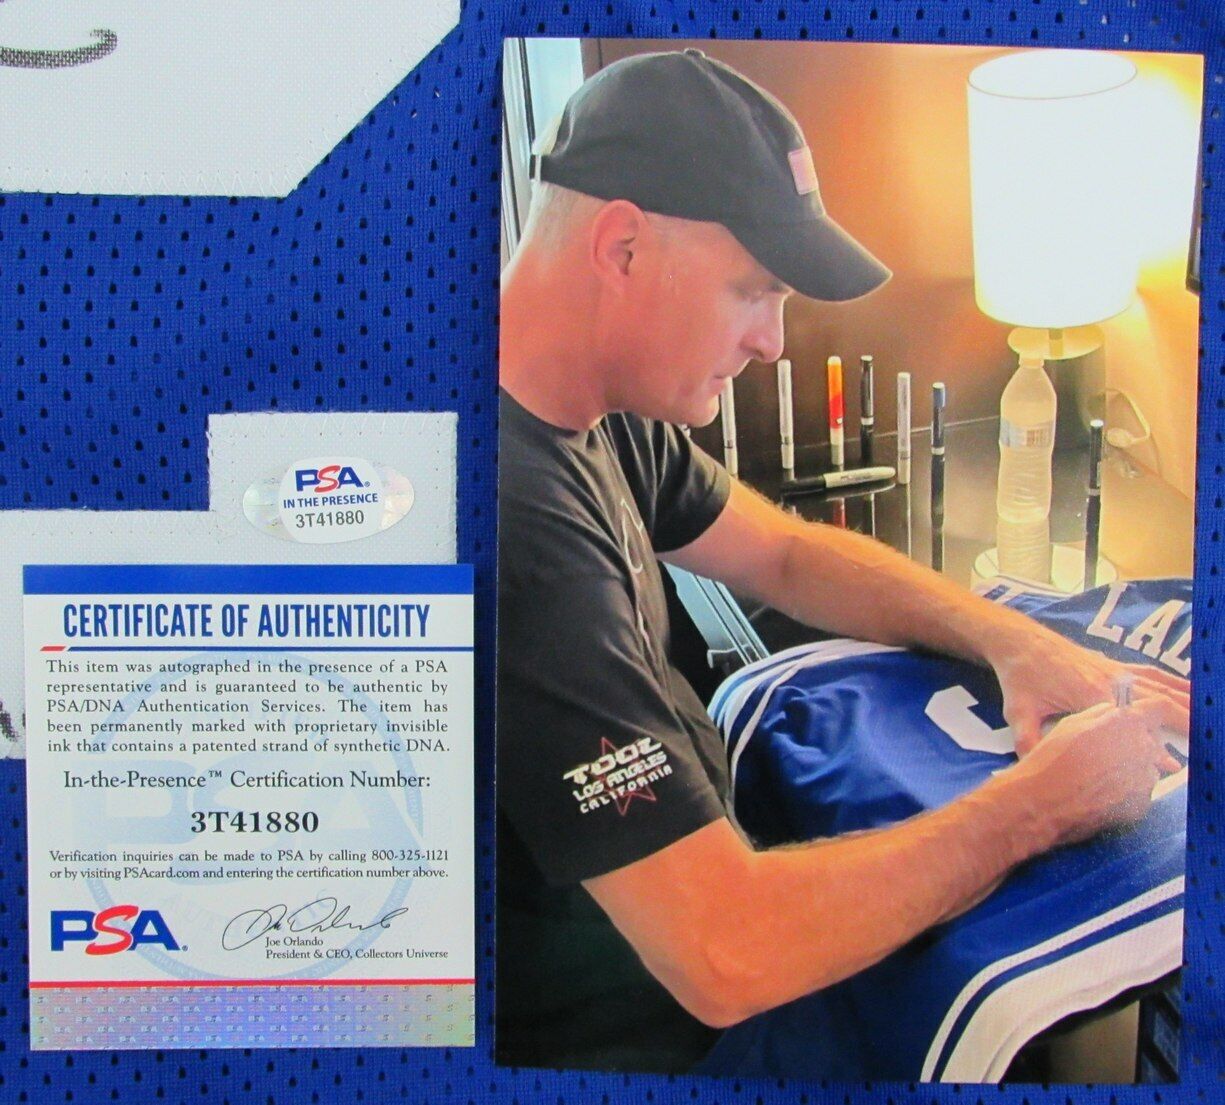 PSA®
IN THE PRESENCE
3T41880
CERTIFICATE OF AUTHENTICITY
This item was autographed in the presence of a PSA
representative and is guaranteed to be authentic by
PSA/DNA Authentication Services. The item has
been permanently marked with proprietary invisible
ink that contains a patented strand of synthetic DNA.
In-the-Presence™ Certification Number:
3T41880
Verification inquiries can be made to PSA by calling 800-325-1121
or by visiting PSAcard.com and entering the certification number above.
PSA®
Joe Orlando
President & CEO, Collectors Universe
TOOL
LOS ANGELES
CALIFORNIA
LA